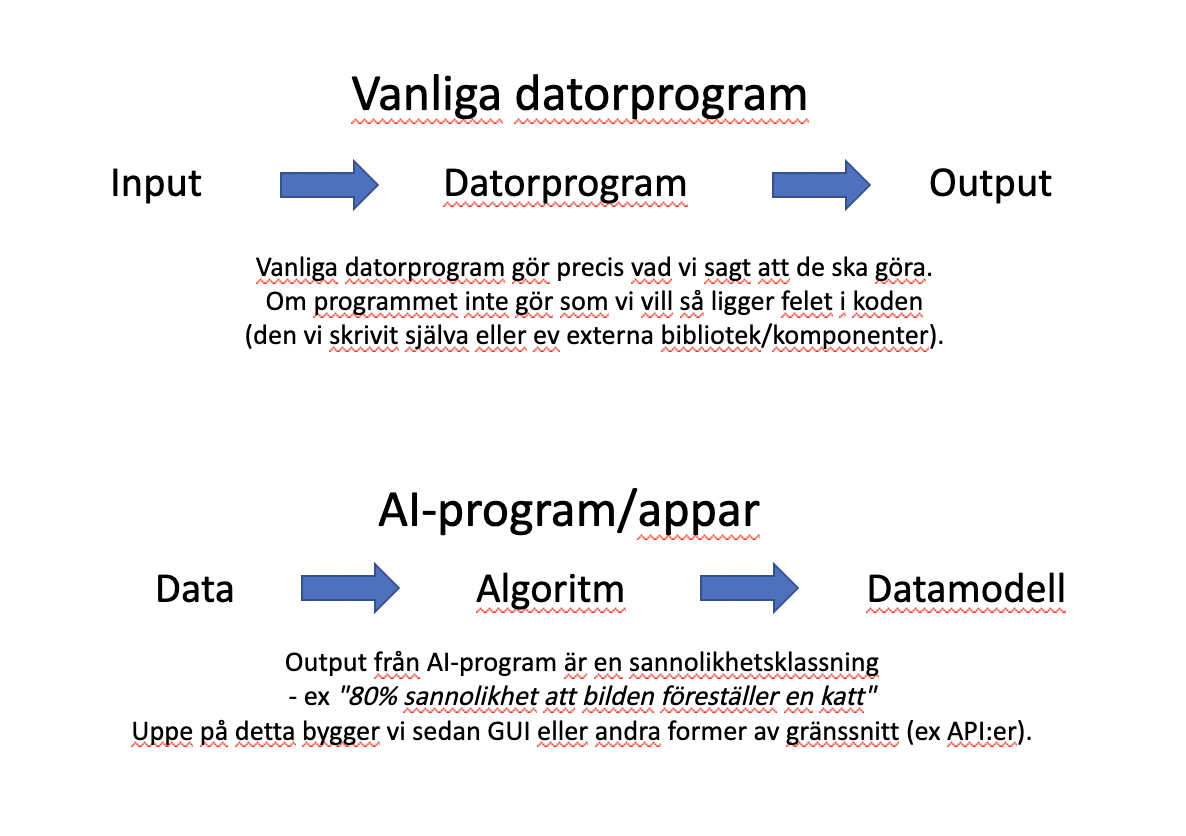 Vanliga datorprogram
Input Datorprogram Output
Vanliga datorprogram gör precis vad vi sagt att de ska göra.
Om programmet inte gör som vi vill så ligger felet i koden
(den vi skrivit själva eller ev externa bibliotek/komponenter).
AI-program/appar
Data Algoritm Datamodell
Output från AI-program är en sannolikhetsklassning
- ex "80% sannolikhet att bilden föreställer en katt"
Uppe på detta bygger vi sedan GUI eller andra former av gränssnitt (ex API:er).